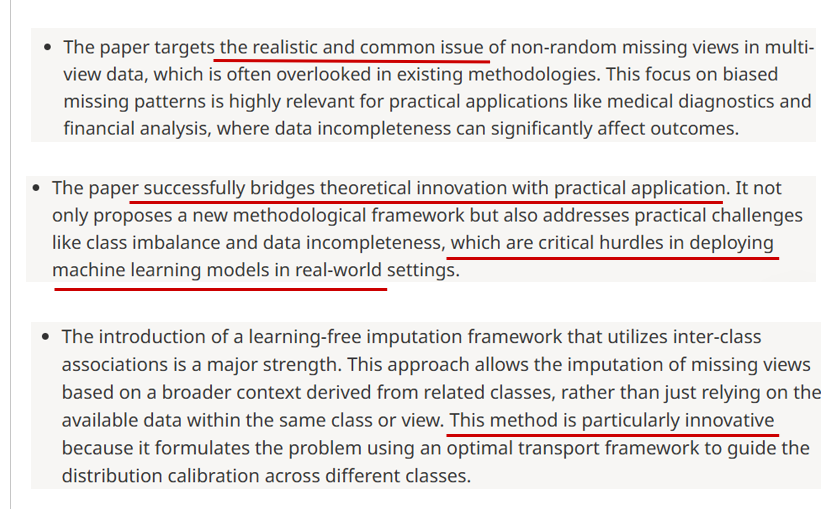 • The paper targets the realistic and common issue of non-random missing views in multi-
view data, which is often overlooked in existing methodologies. This focus on biased
missing patterns is highly relevant for practical applications like medical diagnostics and
financial analysis, where data incompleteness can significantly affect outcomes.
• The paper successfully bridges theoretical innovation with practical application. It not
only proposes a new methodological framework but also addresses practical challenges
like class imbalance and data incompleteness, which are critical hurdles in deploying
machine learning models in real-world settings.
• The introduction of a learning-free imputation framework that utilizes inter-class
associations is a major strength. This approach allows the imputation of missing views
based on a broader context derived from related classes, rather than just relying on the
available data within the same class or view. This method is particularly innovative
because it formulates the problem using an optimal transport framework to guide the
distribution calibration across different classes.